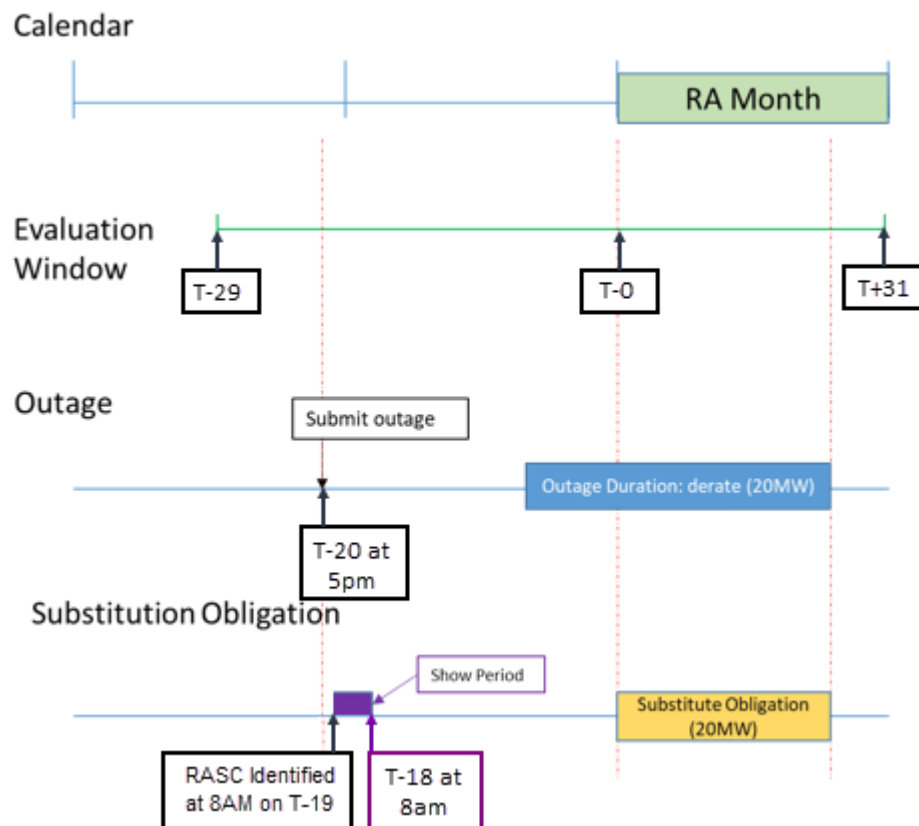 Calendar
RA Month
Evaluation
Window
T-29
T-0
T+31
Outage
Submit outage
Outage Duration: derate (20MW)
T-20 at
5pm
Substitution Obligation
Show Period
Substitute Obligation
(20MW)
RASC Identified
at 8AM on T-19
T-18 at
8am